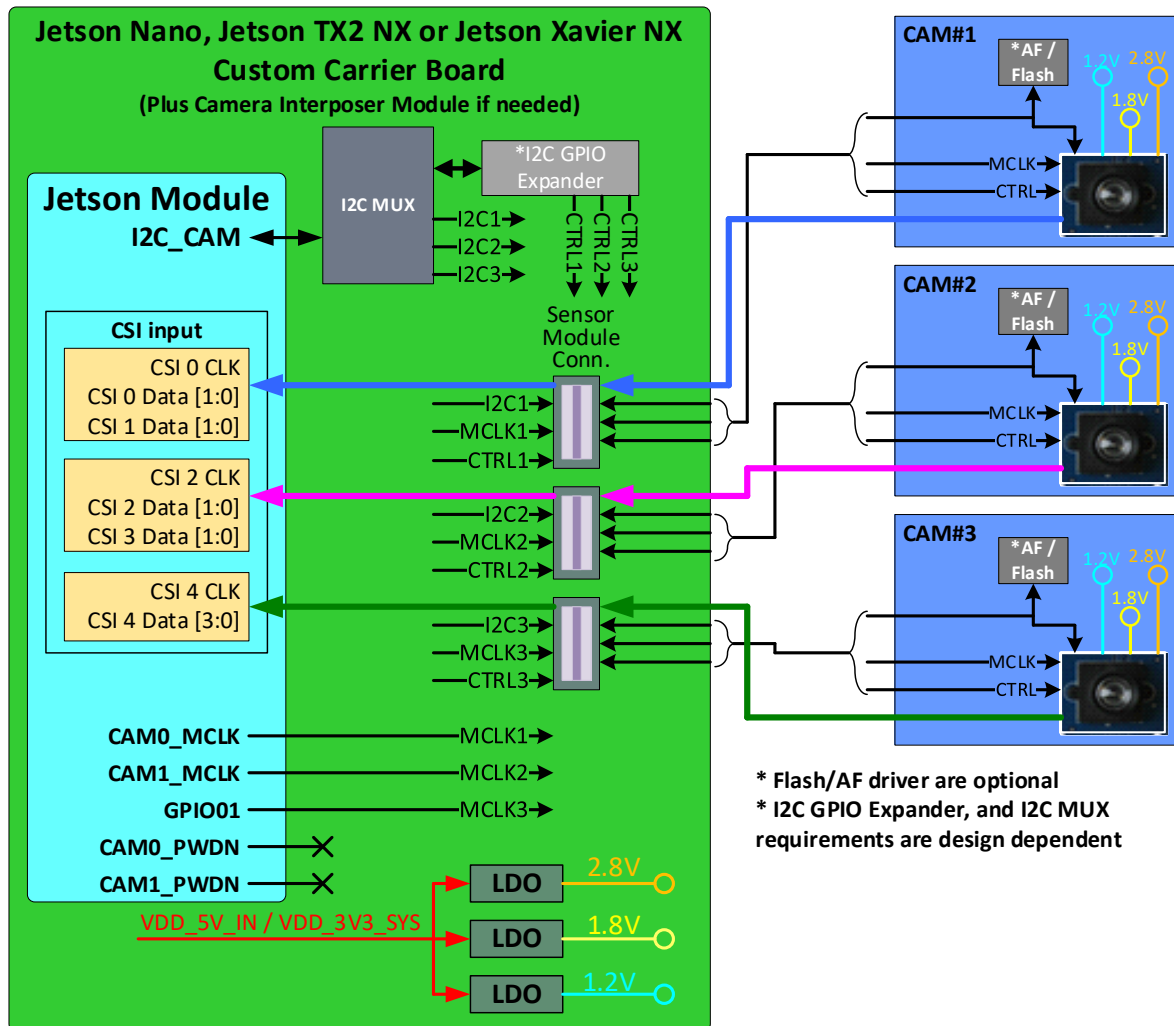 Jetson Nano, Jetson TX2 NX or Jetson Xavier NX
Custom Carrier Board
(Plus Camera Interposer Module if needed)
I2C MUX
*I2C GPIO
Expander
I2C1
I2C2
I2C3
CTRL1
CTRL2
CTRL3
Sensor
Module
Conn.
Jetson Module
I2C_CAM
CSI input
CSI 0 CLK
CSI 0 Data [1:0]
CSI 1 Data [1:0]
CSI 2 CLK
CSI 2 Data [1:0]
CSI 3 Data [1:0]
CSI 4 CLK
CSI 4 Data [3:0]
I2C1
MCLK1
CTRL1
I2C2
MCLK2
CTRL2
I2C3
MCLK3
CTRL3
CAM0_MCLK
MCLK1
CAM1_MCLK
MCLK2
GPIO01
MCLK3
CAM0_PWDN
CAM1_PWDN
VDD_5V_IN / VDD_3V3_SYS
LDO
2.8V
LDO
1.8V
LDO
1.2V
CAM#1
*AF /
Flash
1.2V
1.8V
2.8V
MCLK
CTRL
CAM#2
*AF /
Flash
1.2V
1.8V
2.8V
MCLK
CTRL
CAM#3
*AF /
Flash
1.2V
1.8V
2.8V
MCLK
CTRL
* Flash/AF driver are optional
* I2C GPIO Expander, and I2C MUX
requirements are design dependent